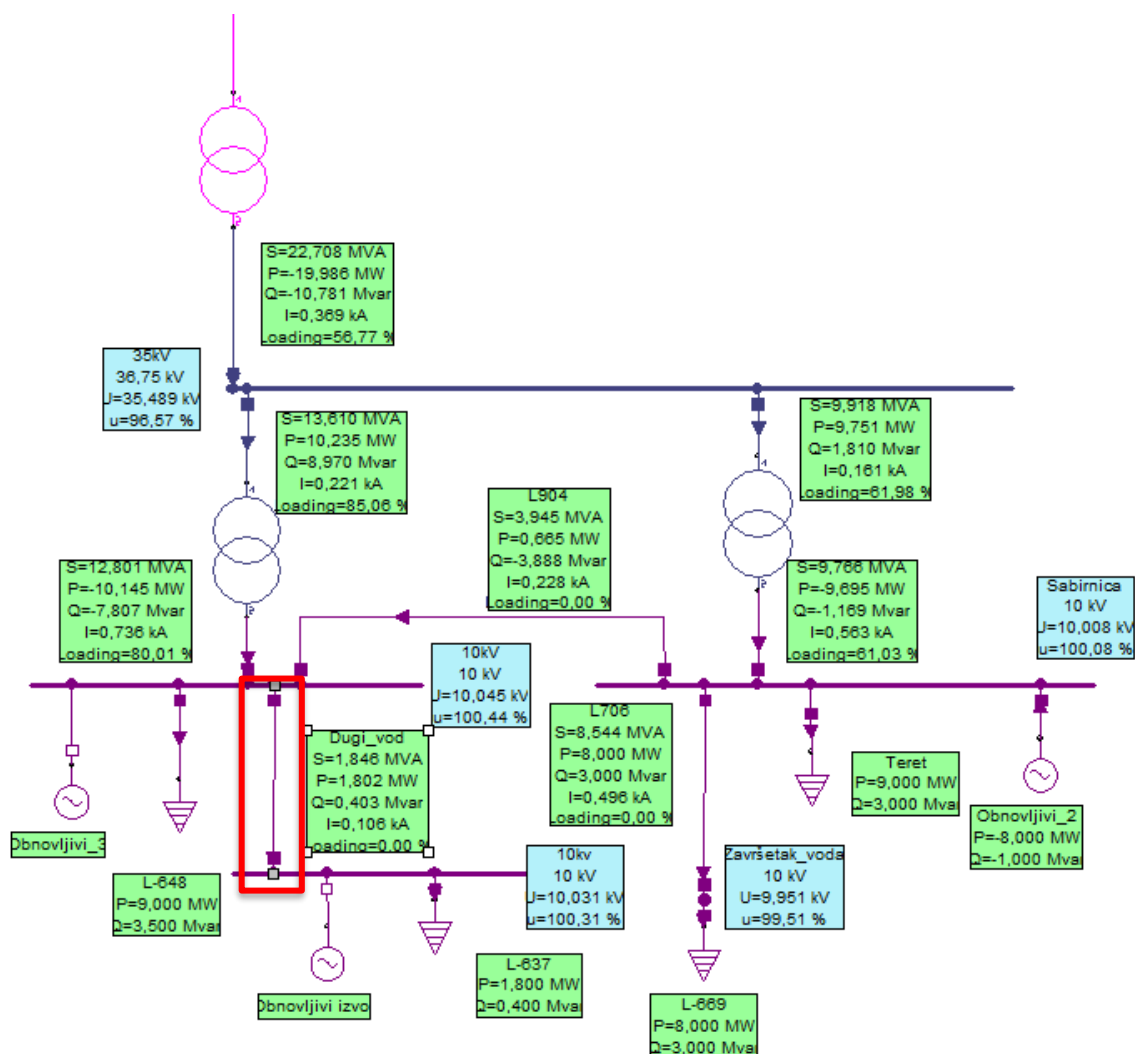 S=22,708 MVA
P=-19,986 MW
Q=-10,781 Mvar
I=0,369 kA
Loading=56,77 %
35kV
36,75 kV
U=35,489 kV
u=96,57 %
S=13,610 MVA
P=10,235 MW
Q=8,970 Mvar
I=0,221 kA
Loading=85,06 %
S=9,918 MVA
P=9,751 MW
Q=1,810 Mvar
I=0,161 kA
Loading=61,98 %
L904
S=3,945 MVA
P=0,665 MW
Q=-3,888 Mvar
I=0,228 kA
Loading=0,00 %
S=12,801 MVA
P=-10,145 MW
Q=-7,807 Mvar
I=0,736 kA
Loading=80,01 %
S=9,766 MVA
P=-9,695 MW
Q=-1,169 Mvar
I=0,563 kA
Loading=61,03 %
Sabirnica
10 kV
U=10,008 kV
u=100,08 %
10kV
10 kV
U=10,045 kV
u=100,44 %
Dugi_vod
S=1,846 MVA
P=1,802 MW
Q=0,403 Mvar
I=0,106 kA
Loading=0,00 %
L706
S=8,544 MVA
P=8,000 MW
Q=3,000 Mvar
I=0,496 kA
Loading=0,00 %
Teret
P=9,000 MW
Q=3,000 Mvar
Obnovljivi_2
P=-8,000 MW
Q=-1,000 Mvar
Obnovljivi_3
L-648
P=9,000 MW
Q=3,500 Mvar
10kv
10 kV
U=10,031 kV
u=100,31 %
Završetak_voda
10 kV
U=9,951 kV
u=99,51 %
Obnovljivi izvo
L-637
P=1,800 MW
Q=0,400 Mvar
L-669
P=8,000 MW
Q=3,000 Mvar